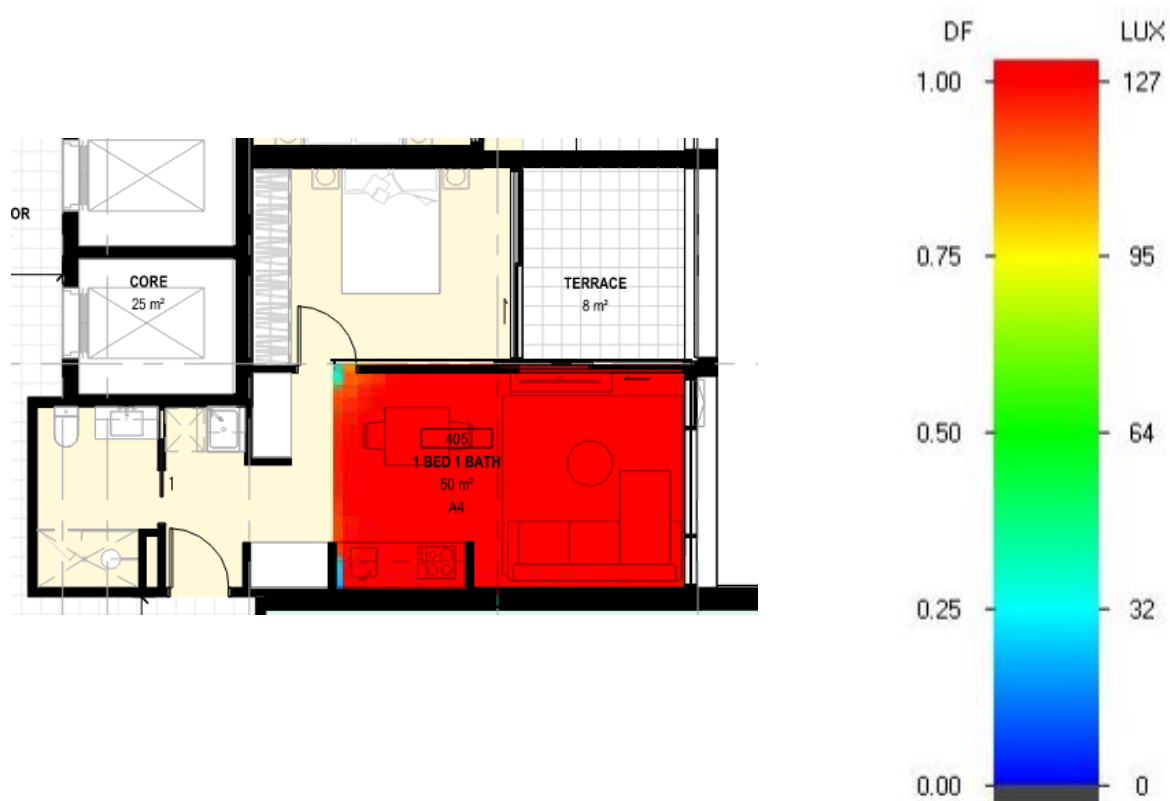 DF LUX
1.00 127
0.75 95
0.50 64
0.25 32
0.00 0
OR
CORE
25 m²
TERRACE
8 m²
405
1 BED 1 BATH
50 m²
A4
1